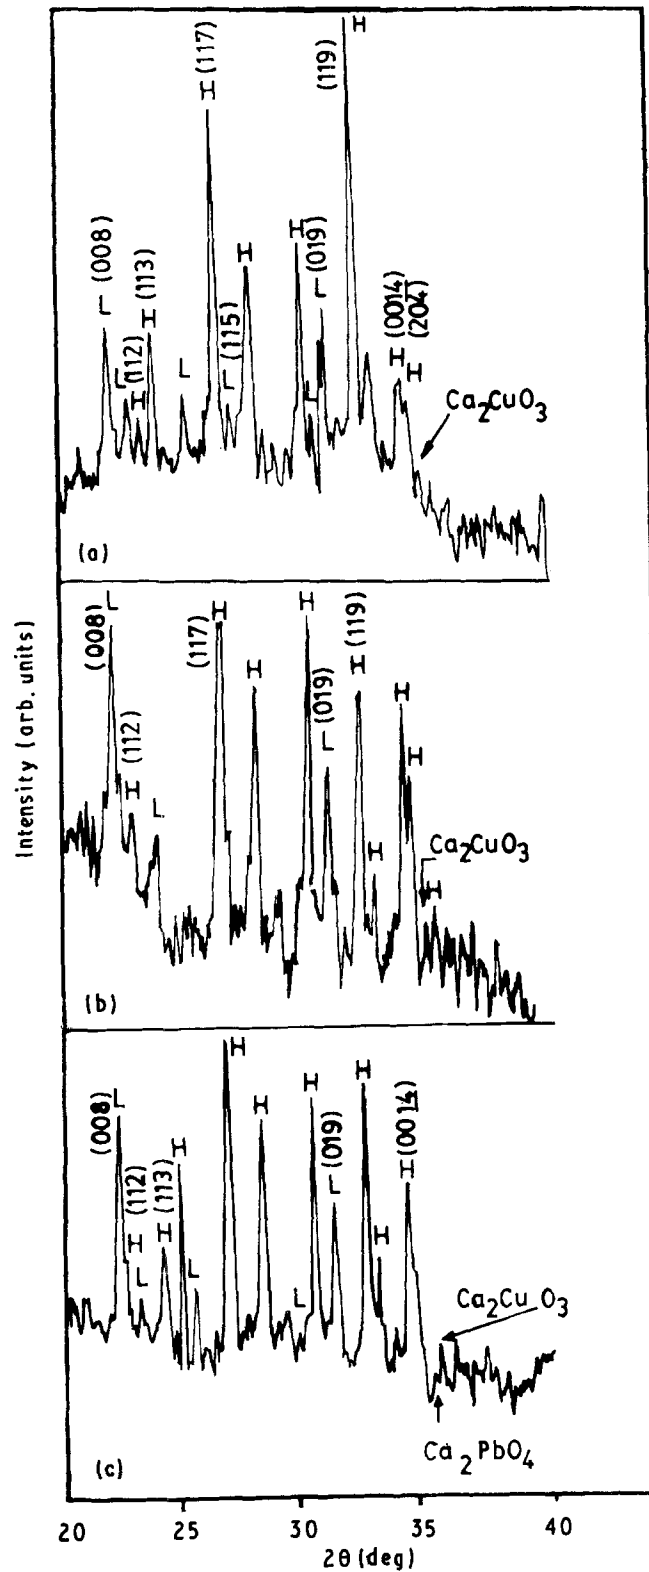 H
H (117)
(119)
L (008)
H (113)
H
H
L (019)
L
(112)
H
L
L (115)
L
H (0014)
H (204̅)
Ca2CuO3
(a)
L
(008)
H
(117)
H
H
(119)
H
H
L (019)
H
H
H (112)
L
H
Ca2CuO3
H
(b)
H
L
(008)
H
H
H
H
(0014)
H
L (019)
H (112)
L
H (113)
L
L
H
Ca2CuO3
Ca2PbO4
(c)
Intensity (arb. units)
20 25 30 35 40
2θ (deg)